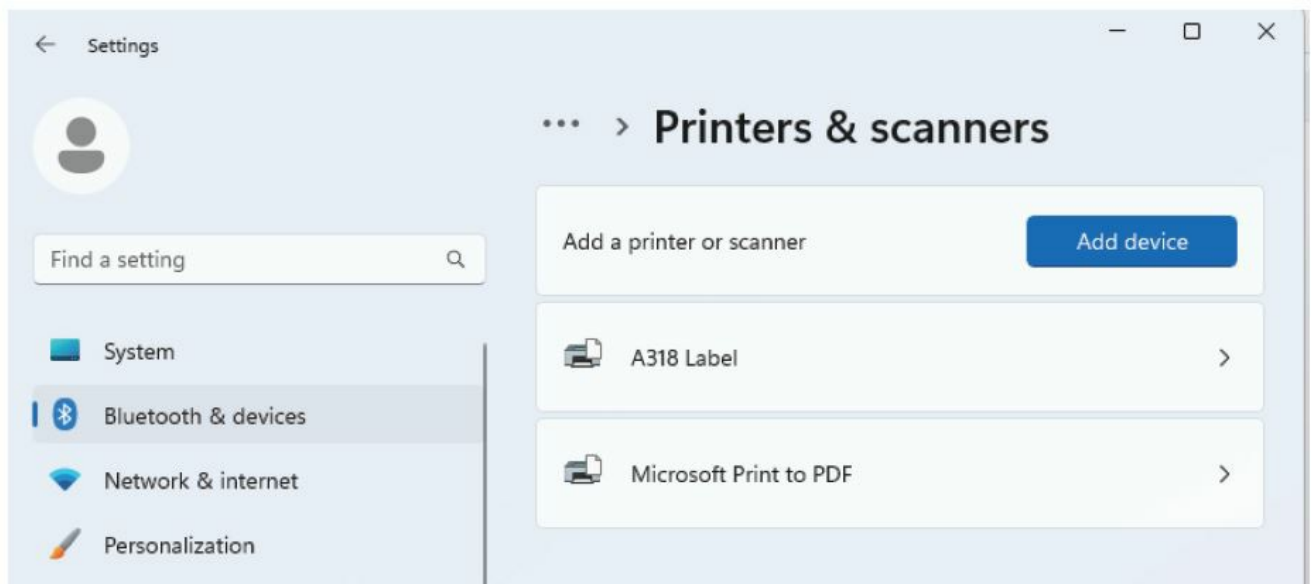 Settings
Printers & scanners
Find a setting
System
Bluetooth & devices
Network & internet
Personalization
Add a printer or scanner
Add device
A318 Label
Microsoft Print to PDF